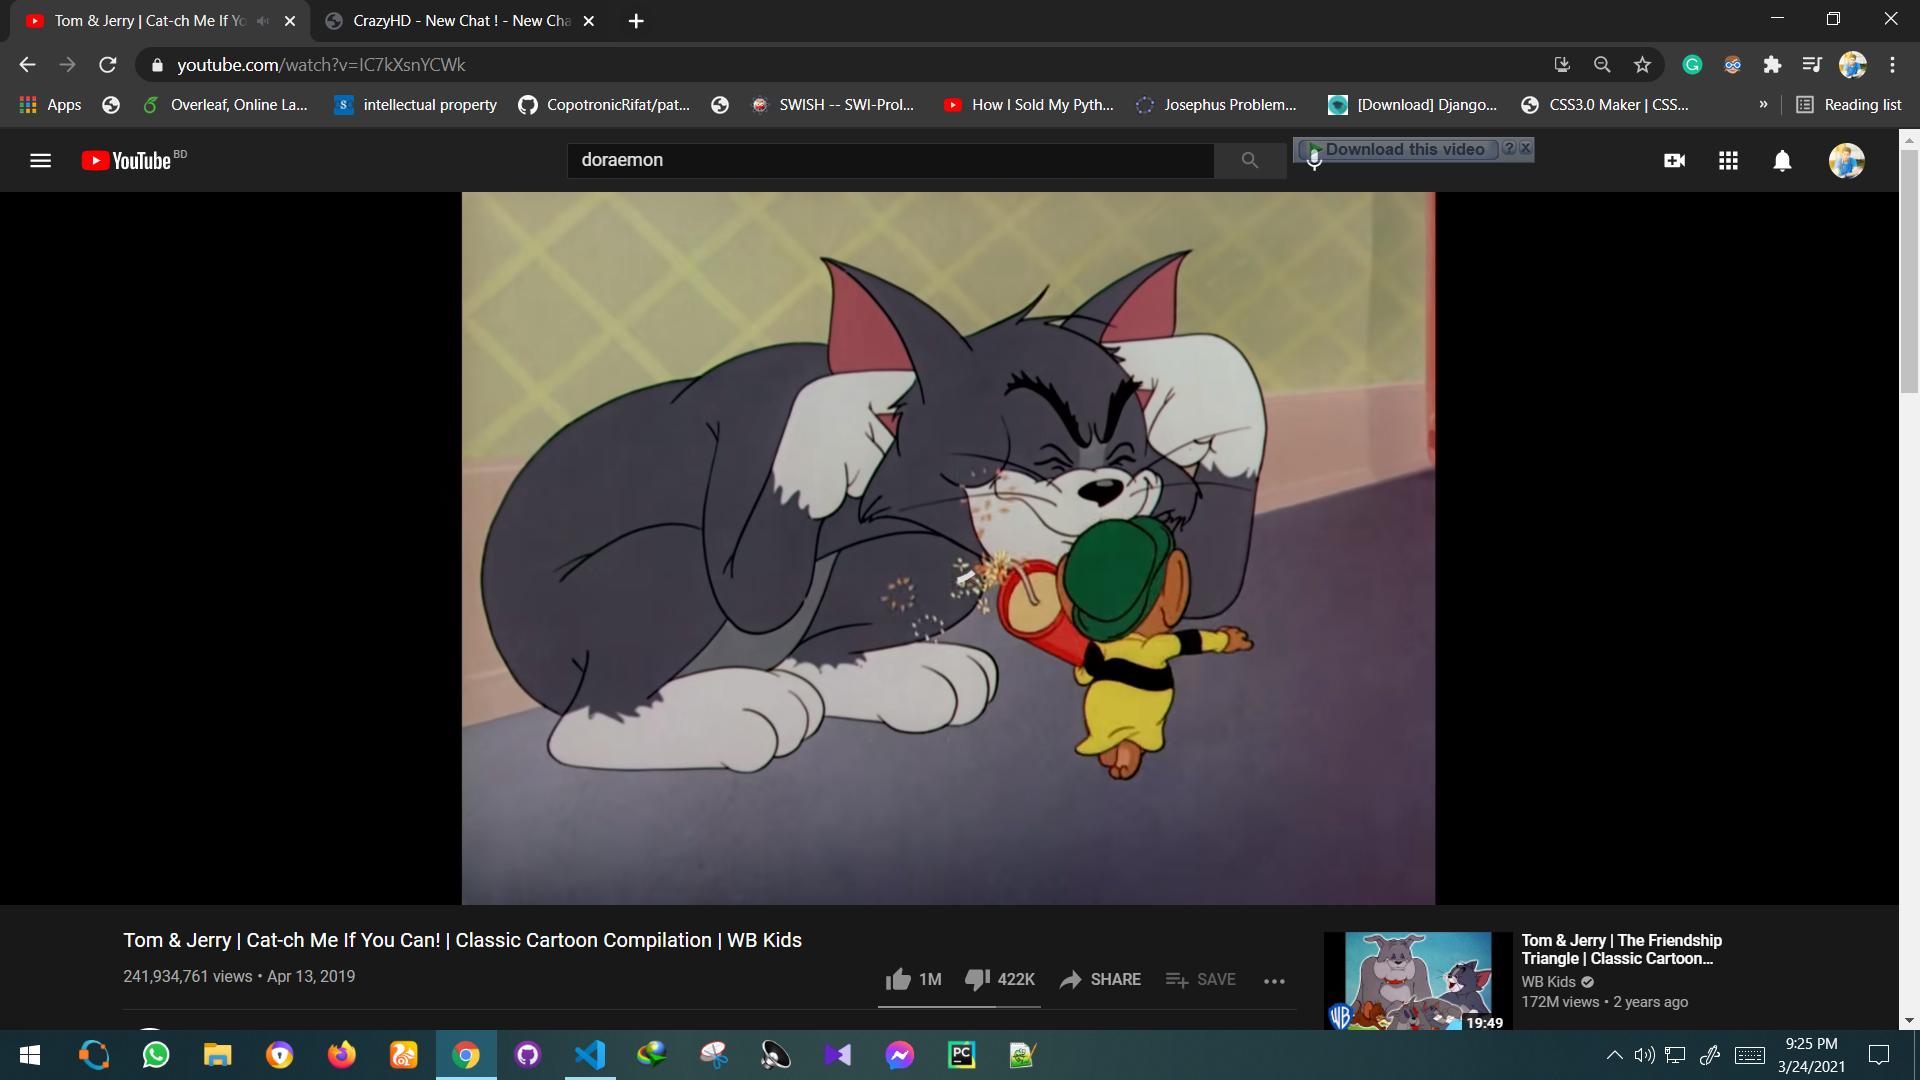 Tom & Jerry | Cat-ch Me If Yo
CrazyHD - New Chat ! - New Cha
youtube.com/watch?v=IC7kXsnYCWk
Apps
Overleaf, Online La...
S intellectual property
CopotronicRifat/pat...
SWISH -- SWI-Prol...
How I Sold My Pyth...
Josephus Problem...
[Download] Django...
CSS3.0 Maker | CSS...
»
Reading list
YouTube BD
doraemon
Download this video ?
Tom & Jerry | Cat-ch Me If You Can! | Classic Cartoon Compilation | WB Kids
241,934,761 views • Apr 13, 2019
1M
422K
SHARE
SAVE
Tom & Jerry | The Friendship
Triangle | Classic Cartoon...
WB Kids
172M views • 2 years ago
WB
19:49
PC
9:25 PM
3/24/2021